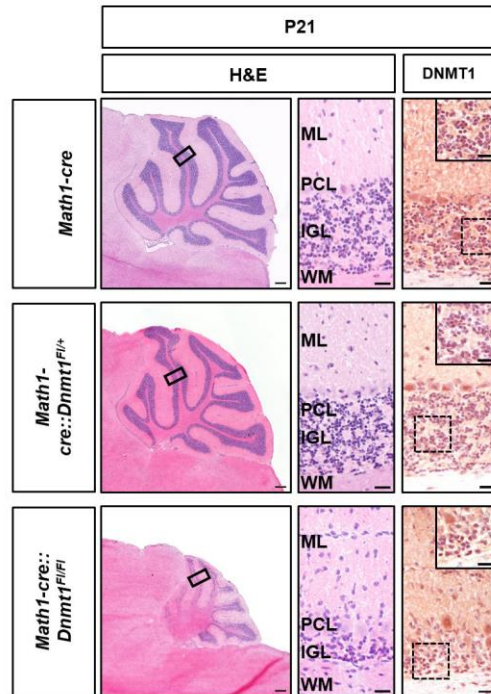 P21
H&E
DNMT1
Math1-cre
ML
PCL
IGL
WM
Math1-
cre::Dnmt1Fl/+
ML
PCL
IGL
WM
Math1-cre::
Dnmt1Fl/Fl
ML
PCL
IGL
WM